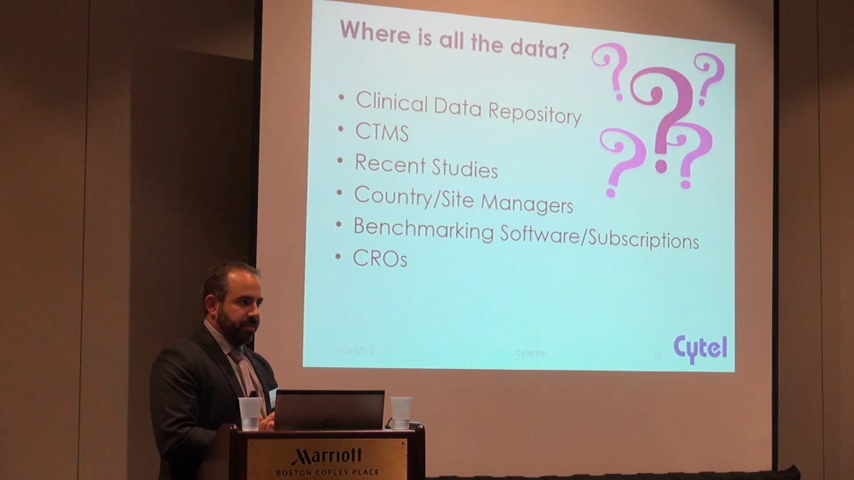 Where is all the data?
• Clinical Data Repository
• CTMS
• Recent Studies
• Country/Site Managers
• Benchmarking Software/Subscriptions
• CROs
Cytel
Marriott
BOSTON COPLEY PLACE